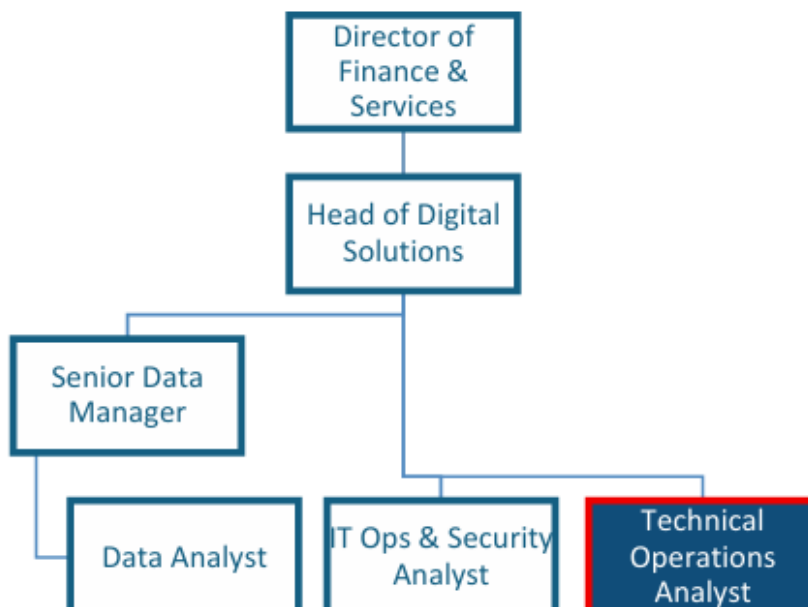 Director of
Finance &
Services
Head of Digital
Solutions
Senior Data
Manager
Data Analyst
IT Ops & Security
Analyst
Technical
Operations
Analyst